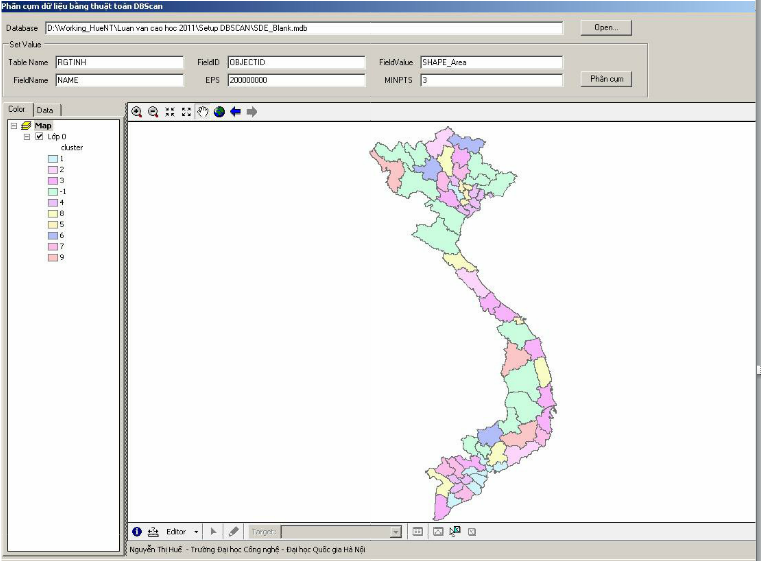 Phân cụm dữ liệu bằng thuật toán DBScan
Database D:\Working_HueNT\Luan van cao hoc 2011\Setup DBSCAN\SDE_Blank.mdb Open...
Set Value
Table Name RGTINH FieldID OBJECTID FieldValue SHAPE_Area
FieldName NAME EPS 200000000 MINPTS 3 Phân cum
Color Data
Map
Lớp 0
cluster
1
2
3
-1
4
8
5
6
7
9
Editor Target:
Nguyễn Thị Huế - Trường Đại học Công nghệ - Đại học Quốc gia Hà Nội